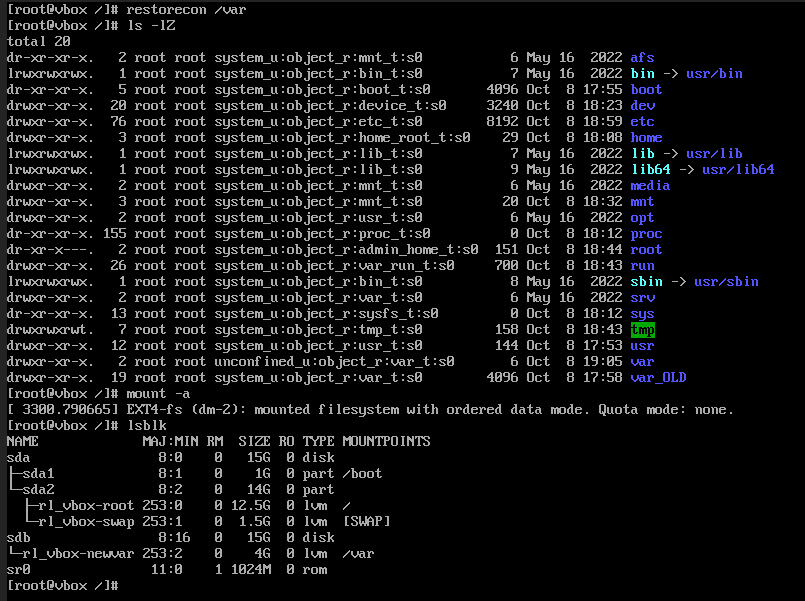 [root@vbox /]# restorecon /var
[root@vbox /]# ls -lZ
total 20
dr-xr-xr-x.   2 root root system_u:object_r:mnt_t:s0           6 May 16  2022 afs
lrwxrwxrwx.   1 root root system_u:object_r:bin_t:s0           7 May 16  2022 bin -> usr/bin
dr-xr-xr-x.   5 root root system_u:object_r:boot_t:s0       4096 Oct  8 17:55 boot
drwxr-xr-x.  20 root root system_u:object_r:device_t:s0     3240 Oct  8 18:23 dev
drwxr-xr-x.  76 root root system_u:object_r:etc_t:s0        8192 Oct  8 18:59 etc
drwxr-xr-x.   3 root root system_u:object_r:home_root_t:s0    29 Oct  8 18:08 home
lrwxrwxrwx.   1 root root system_u:object_r:lib_t:s0           7 May 16  2022 lib -> usr/lib
lrwxrwxrwx.   1 root root system_u:object_r:lib_t:s0           9 May 16  2022 lib64 -> usr/lib64
drwxr-xr-x.   2 root root system_u:object_r:mnt_t:s0           6 May 16  2022 media
drwxr-xr-x.   3 root root system_u:object_r:mnt_t:s0          20 Oct  8 18:32 mnt
drwxr-xr-x.   2 root root system_u:object_r:usr_t:s0           6 May 16  2022 opt
dr-xr-xr-x. 155 root root system_u:object_r:proc_t:s0          0 Oct  8 18:12 proc
dr-xr-x---.   2 root root system_u:object_r:admin_home_t:s0  151 Oct  8 18:44 root
drwxr-xr-x.  26 root root system_u:object_r:var_run_t:s0     700 Oct  8 18:43 run
lrwxrwxrwx.   1 root root system_u:object_r:bin_t:s0           8 May 16  2022 sbin -> usr/sbin
drwxr-xr-x.   2 root root system_u:object_r:var_t:s0           6 May 16  2022 srv
dr-xr-xr-x.  13 root root system_u:object_r:sysfs_t:s0         0 Oct  8 18:12 sys
drwxrwxrwt.   7 root root system_u:object_r:tmp_t:s0         158 Oct  8 18:43 tmp
drwxr-xr-x.  12 root root system_u:object_r:usr_t:s0         144 Oct  8 17:53 usr
drwxr-xr-x.   2 root root unconfined_u:object_r:var_t:s0       6 Oct  8 19:05 var
drwxr-xr-x.  19 root root system_u:object_r:var_t:s0        4096 Oct  8 17:58 var_OLD
[root@vbox /]# mount -a
[ 3300.790665] EXT4-fs (dm-2): mounted filesystem with ordered data mode. Quota mode: none.
[root@vbox /]# lsblk
NAME             MAJ:MIN RM  SIZE RO TYPE MOUNTPOINTS
sda                8:0    0   15G  0 disk
├─sda1             8:1    0    1G  0 part /boot
└─sda2             8:2    0   14G  0 part
  ├─rl_vbox-root 253:0    0 12.5G  0 lvm  /
  └─rl_vbox-swap 253:1    0  1.5G  0 lvm  [SWAP]
sdb                8:16   0   15G  0 disk
└─rl_vbox-newvar 253:2    0    4G  0 lvm  /var
sr0               11:0    1 1024M  0 rom
[root@vbox /]#